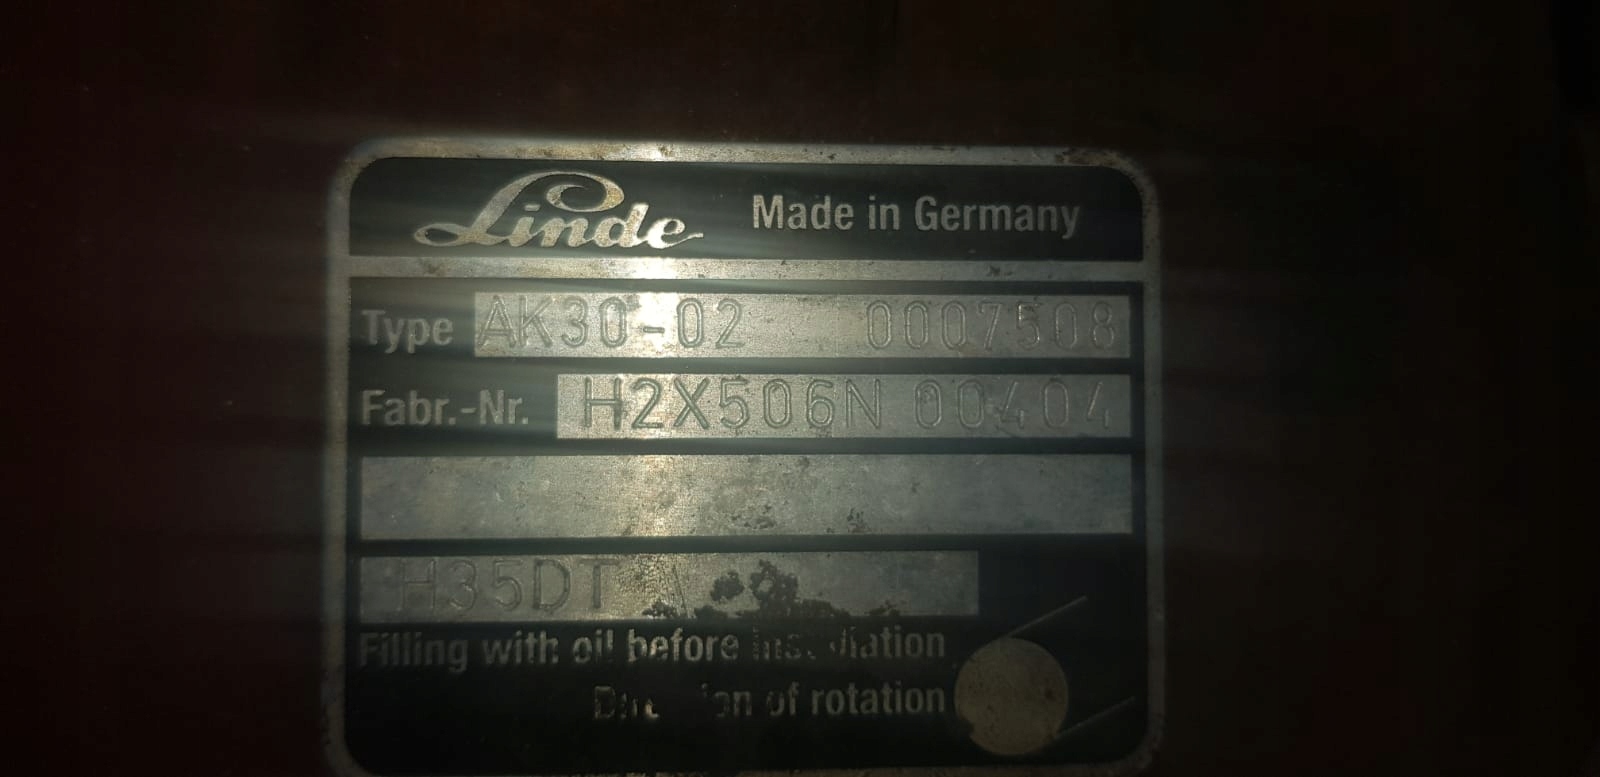 Linde Made in Germany
Type AK30-02 0007508
Fabr.-Nr. H2X506N 00404
H35DT
Filling with oil before
of rotation